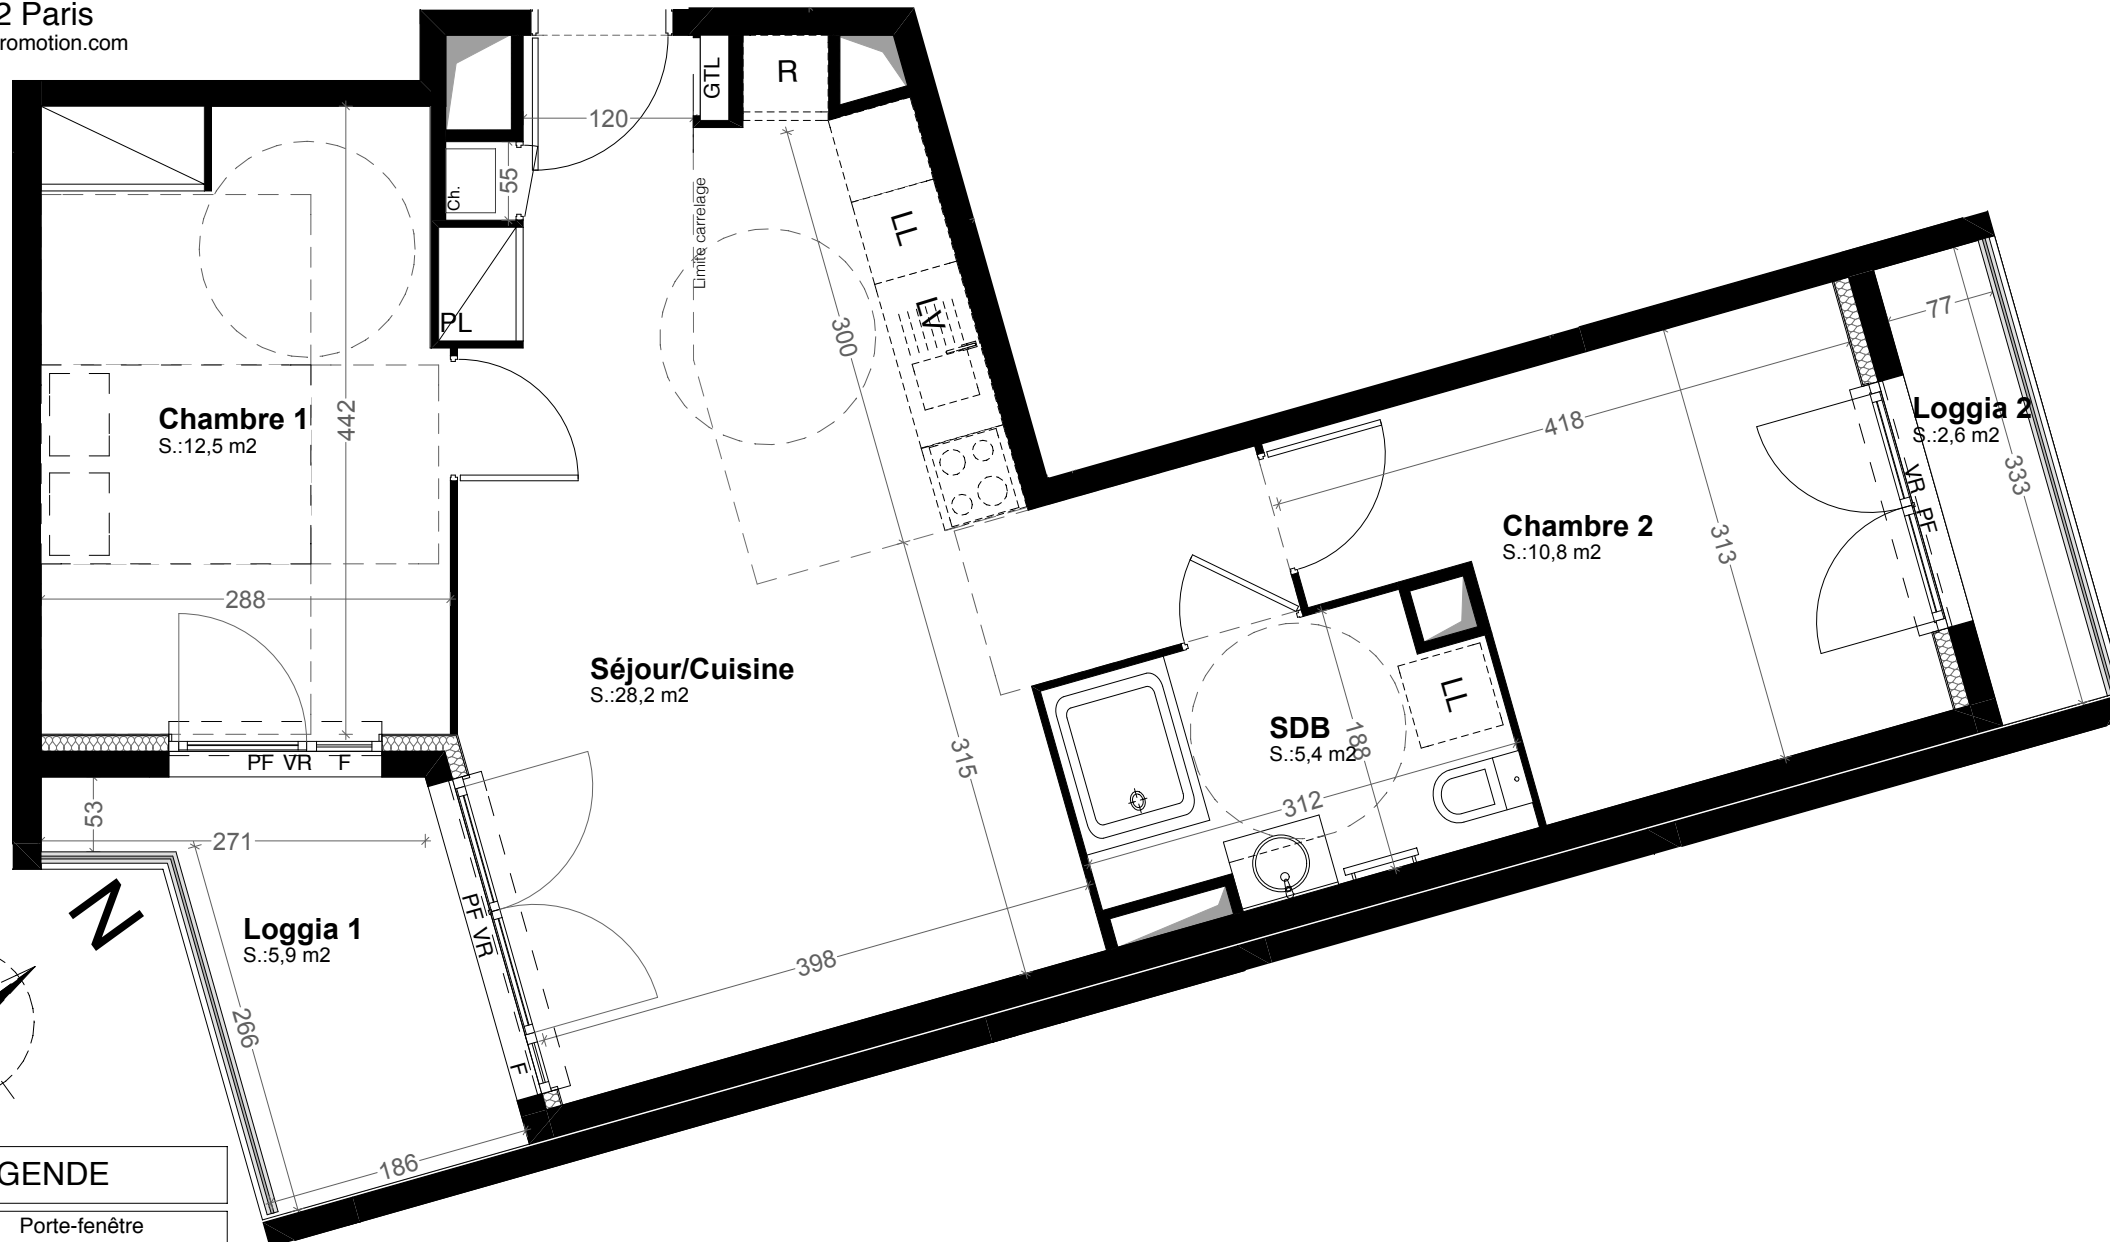 2 Paris
romotion.com
120
GTL
R
Ch.
55
Limite carrelage
LL
LV
PL
300
442
Chambre 1
S.:12,5 m2
288
PF VR F
53
271
N
Loggia 1
S.:5,9 m2
266
186
PF VR
F
Séjour/Cuisine
S.:28,2 m2
315
398
SDB
S.:5,4 m2
188
312
LL
418
Chambre 2
S.:10,8 m2
313
77
Loggia 2
S.:2,6 m2
333
VR PF
GENDE
Porte-fenêtre